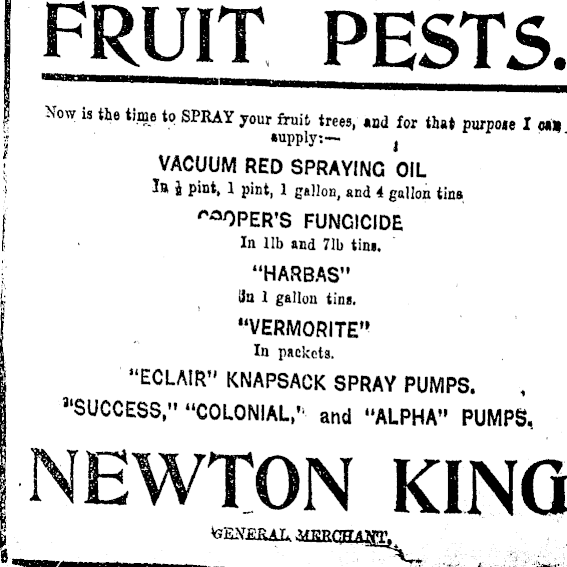 FRUIT PESTS.
Now is the time to SPRAY your fruit trees, and for that purpose I can
supply:—
VACUUM RED SPRAYING OIL
In ½ pint, 1 pint, 1 gallon, and 4 gallon tins
COOPER'S FUNGICIDE
In 1lb and 7lb tins.
"HARBAS"
In 1 gallon tins.
"VERMORITE"
In packets.
"ECLAIR" KNAPSACK SPRAY PUMPS.
"SUCCESS," "COLONIAL," and "ALPHA" PUMPS.
NEWTON KING
GENERAL MERCHANT.